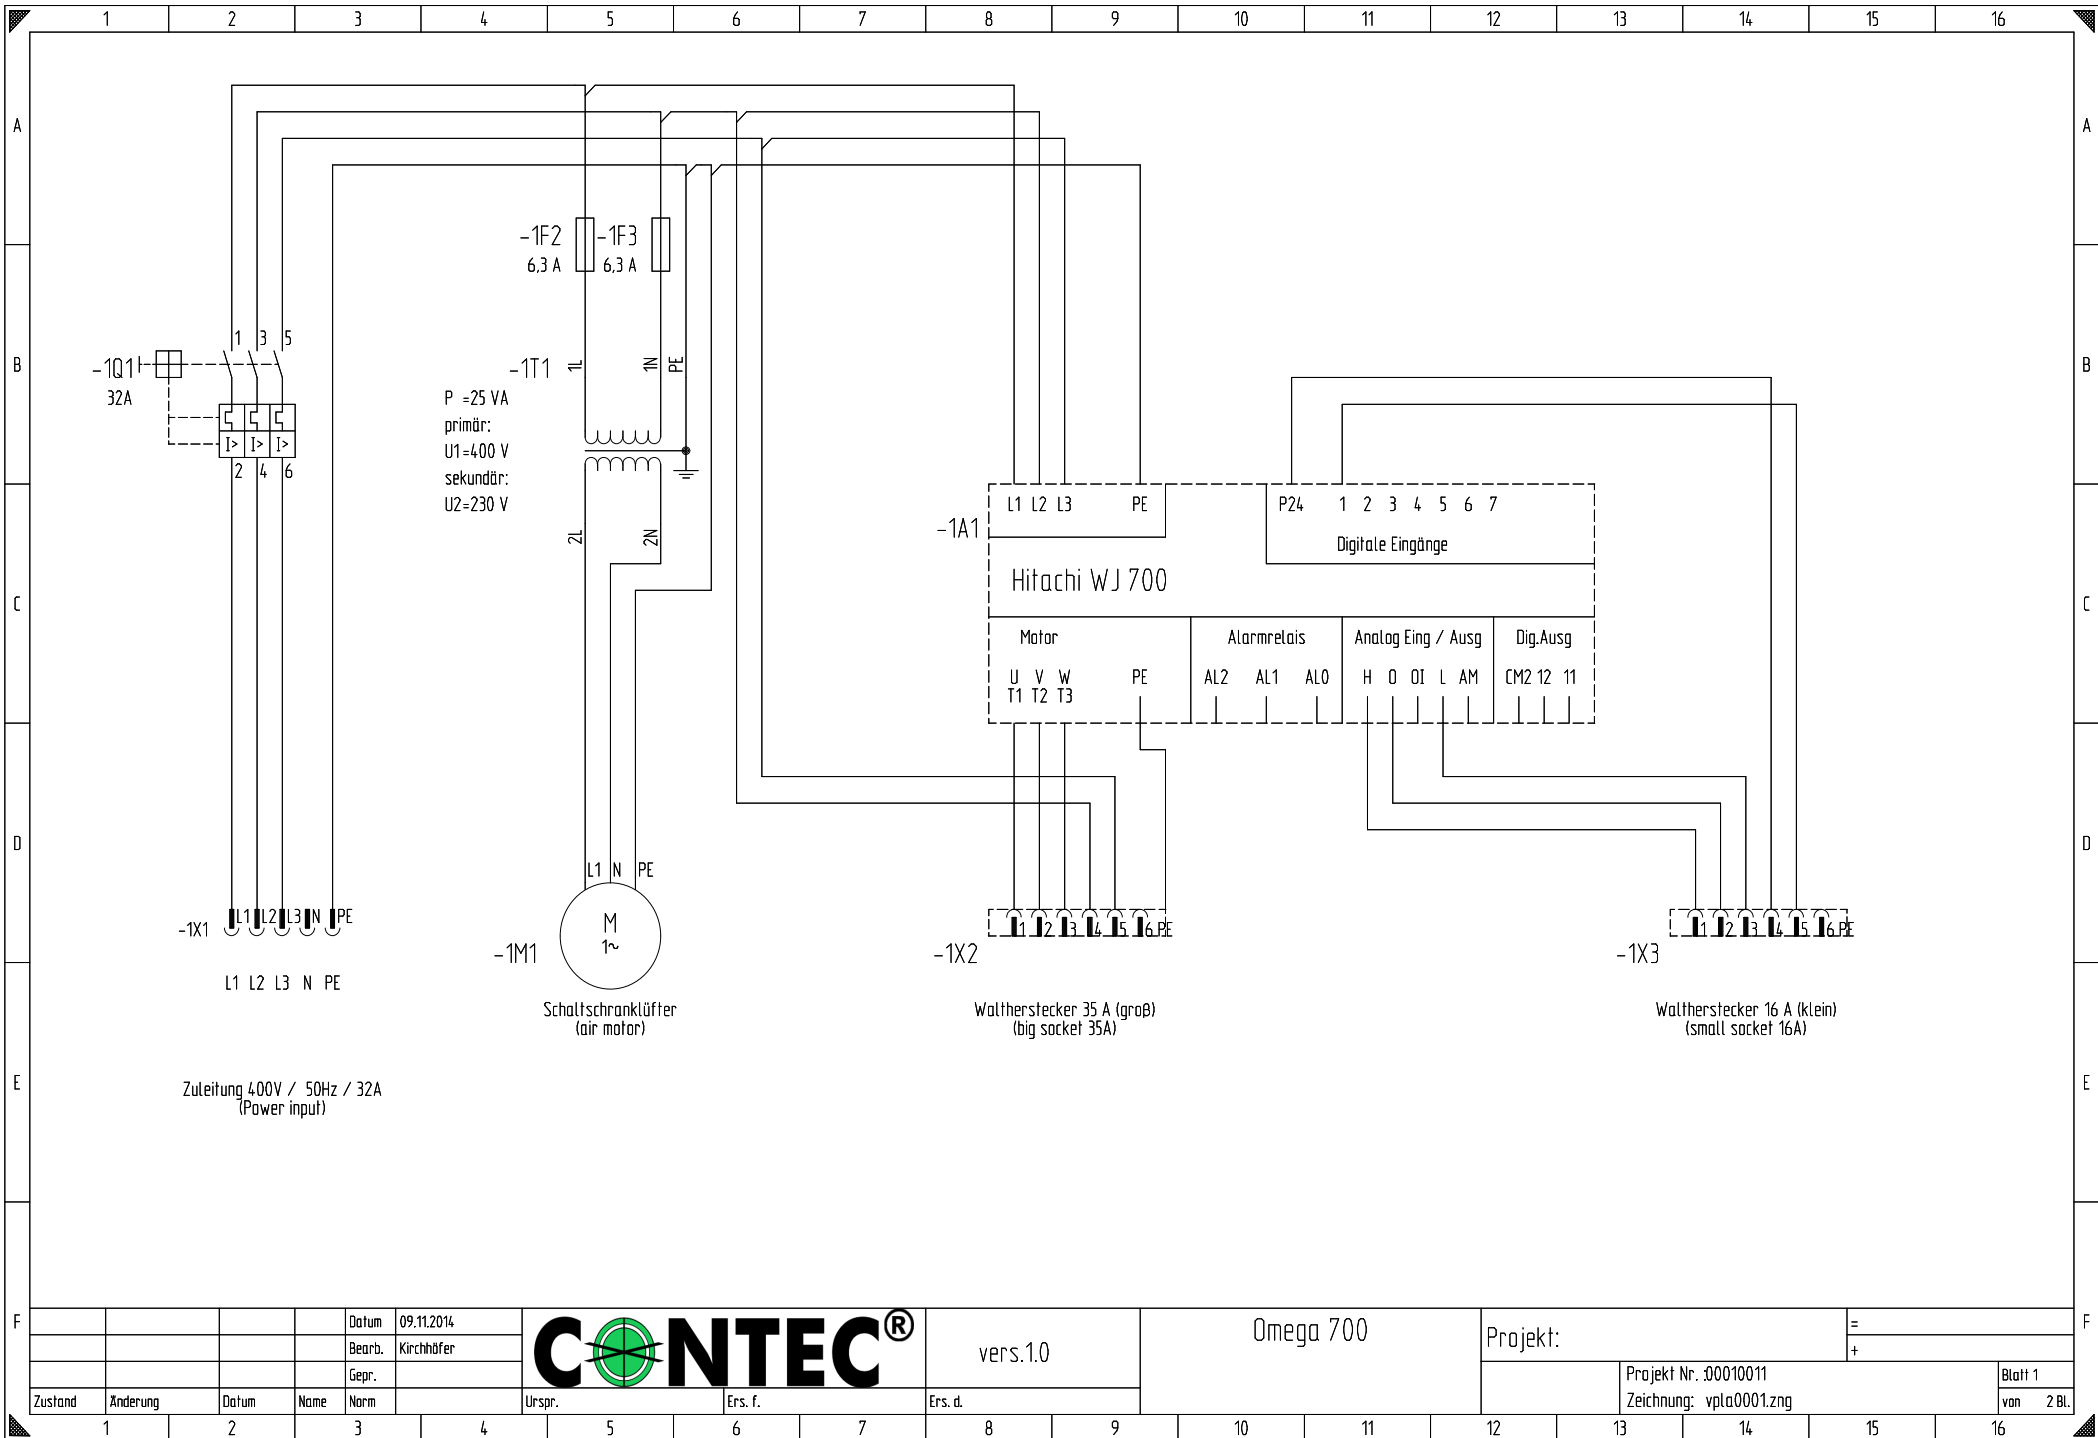 1 2 3 4 5 6 7 8 9 10 11 12 13 14 15 16
A A
-1F2 -1F3
6,3 A 6,3 A
1 3 5
B B
-1Q1
32A
-1T1 1L 1N PE
P =25 VA
primär:
U1=400 V
sekundär:
U2=230 V
I> I> I>
2 4 6
2L 2N
-1A1
L1 L2 L3 PE
P24 1 2 3 4 5 6 7
Digitale Eingänge
Hitachi WJ 700
C C
Motor Alarmrelais Analog Eing / Ausg Dig.Ausg
U V W PE AL2 AL1 AL0 H O OI L AM CM2 12 11
T1 T2 T3
D D
L1 N PE
-1X1 L1 L2 L3 N PE
M
1~
-1M1
-1X2 1 2 3 4 5 6 PE
-1X3 1 2 3 4 5 6 PE
L1 L2 L3 N PE
Schaltschranklüfter
(air motor)
Waltherstecker 35 A (groß)
(big socket 35A)
Waltherstecker 16 A (klein)
(small socket 16A)
E E
Zuleitung 400V / 50Hz / 32A
(Power input)
F F
Datum 09.11.2014
Bearb. Kirchhöfer
Gepr.
Zustand Änderung Datum Name Norm
CONTEC®
Urspr. Ers. f. Ers. d.
vers.1.0
Omega 700
Projekt:
=
+
Projekt Nr. :00010011
Zeichnung: vpla0001.zng
Blatt 1
von 2 Bl.
1 2 3 4 5 6 7 8 9 10 11 12 13 14 15 16